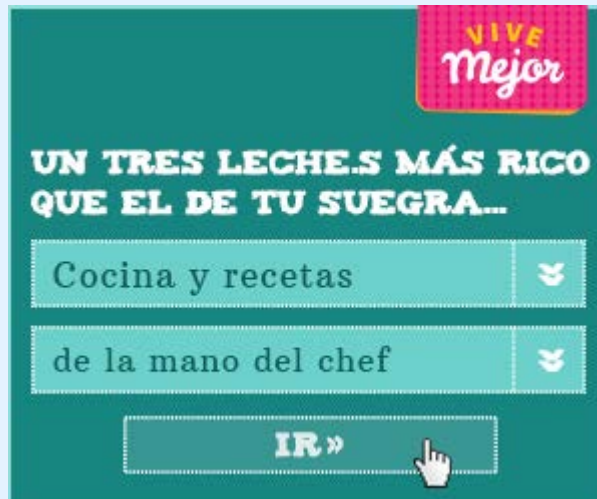 VIVE
Mejor
UN TRES LECHE.S MÁS RICO
QUE EL DE TU SUEGRA...
Cocina y recetas
de la mano del chef
IR »